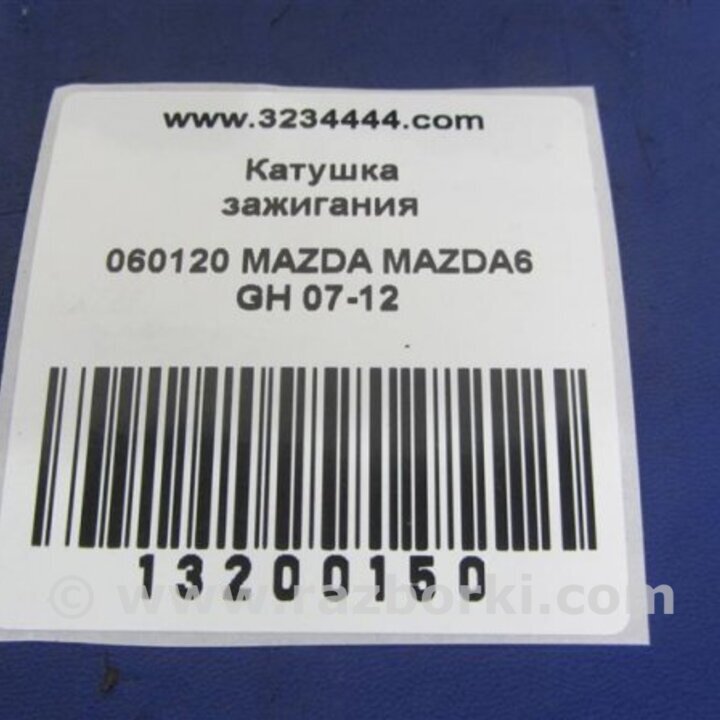 www.3234444.com
Катушка
зажигания
060120 MAZDA MAZDA6
GH 07-12
13200150
© www.razborki.com